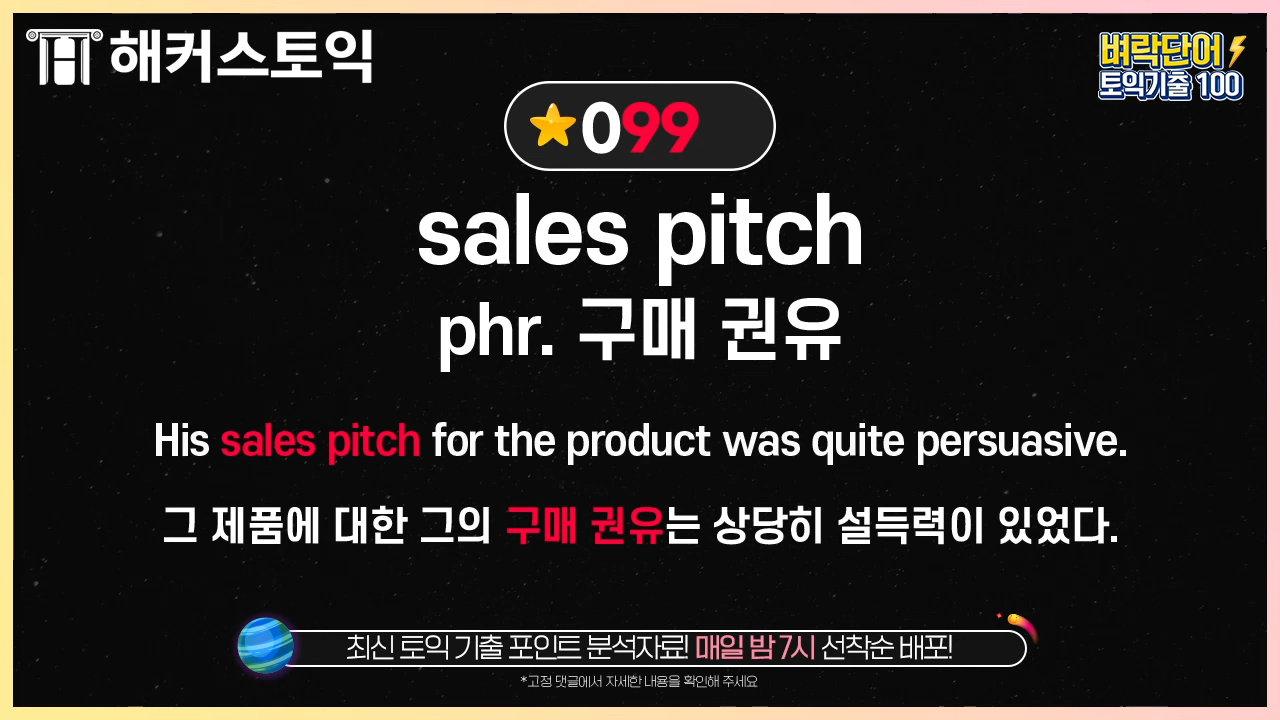 해커스토익
벼락단어
토익기출 100
099
sales pitch
phr. 구매 권유
His sales pitch for the product was quite persuasive.
그 제품에 대한 그의 구매 권유는 상당히 설득력이 있었다.
최신 토익 기출 포인트 분석자료! 매일 밤 7시 선착순 배포!
*고정 댓글에서 자세한 내용을 확인해 주세요